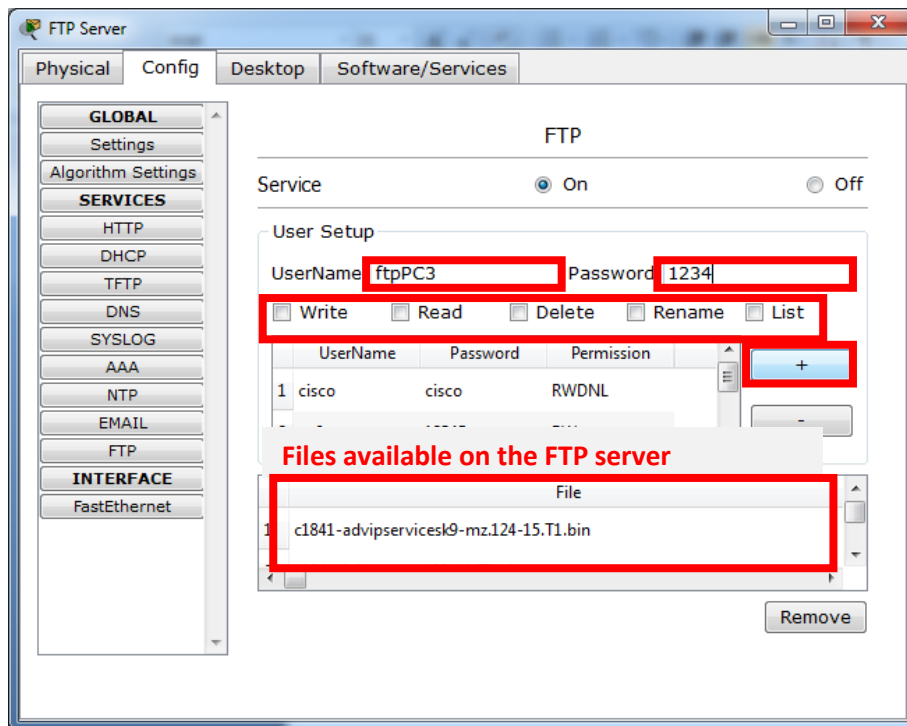 FTP Server
Physical Config Desktop Software/Services
GLOBAL
Settings
Algorithm Settings
SERVICES
HTTP
DHCP
TFTP
DNS
SYSLOG
AAA
NTP
EMAIL
FTP
INTERFACE
FastEthernet
FTP
Service On Off
User Setup
UserName ftpPC3 Password 1234
Write Read Delete Rename List
UserName Password Permission
1 cisco cisco RWDNL
+
-
Files available on the FTP server
File
1 c1841-advipservicesk9-mz.124-15.T1.bin
Remove